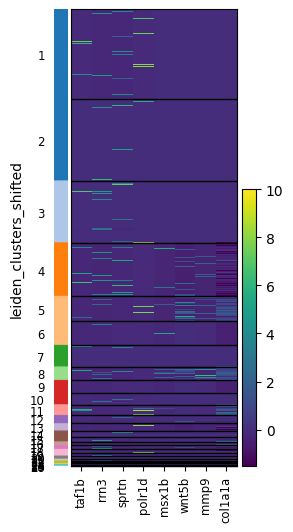 leiden_clusters_shifted
1
2
3
4
5
6
7
8
9
10
11
12
13
10
8
6
4
2
0
taf1b
rrn3
sprtn
polr1d
msx1b
wnt5b
mmp9
col1a1a